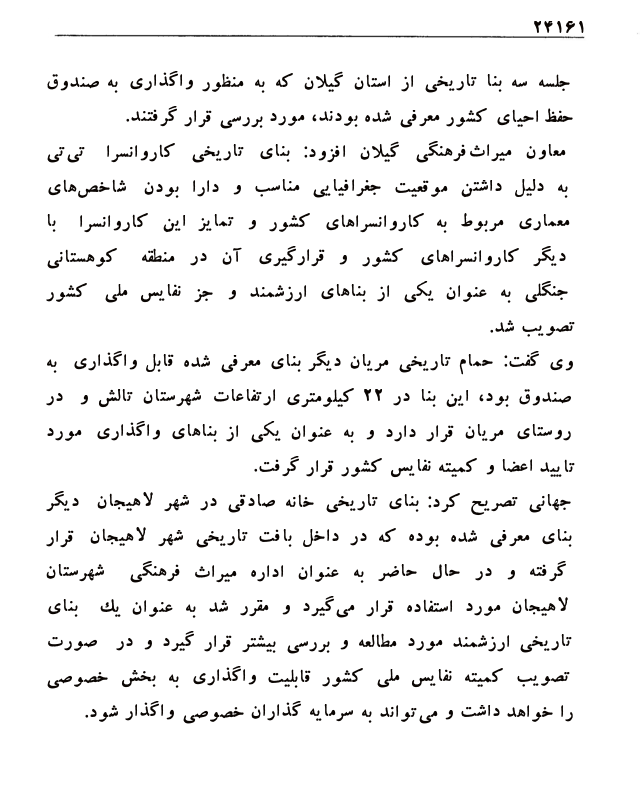 ۲۴۱۶۱
جلسه سه بنا تاریخی از استان گیلان که به منظور واگذاری به صندوق
حفظ احیای کشور معرفی شده بودند، مورد بررسی قرار گرفتند.
معاون میراث‌فرهنگی گیلان افزود: بنای تاریخی کاروانسرا تی‌تی
به دلیل داشتن موقعیت جغرافیایی مناسب و دارا بودن شاخص‌های
معماری مربوط به کاروانسراهای کشور و تمایز این کاروانسرا با
دیگر کاروانسراهای کشور و قرارگیری آن در منطقه کوهستانی
جنگلی به عنوان یکی از بناهای ارزشمند و جز نفایس ملی کشور
تصویب شد.
وی گفت: حمام تاریخی مریان دیگر بنای معرفی شده قابل واگذاری به
صندوق بود، این بنا در ۲۲ کیلومتری ارتفاعات شهرستان تالش و در
روستای مریان قرار دارد و به عنوان یکی از بناهای واگذاری مورد
تایید اعضا و کمیته نفایس کشور قرار گرفت.
جهانی تصریح کرد: بنای تاریخی خانه صادقی در شهر لاهیجان دیگر
بنای معرفی شده بوده که در داخل بافت تاریخی شهر لاهیجان قرار
گرفته و در حال حاضر به عنوان اداره میراث فرهنگی شهرستان
لاهیجان مورد استفاده قرار می‌گیرد و مقرر شد به عنوان یك بنای
تاریخی ارزشمند مورد مطالعه و بررسی بیشتر قرار گیرد و در صورت
تصویب کمیته نفایس ملی کشور قابلیت واگذاری به بخش خصوصی
را خواهد داشت و می‌تواند به سرمایه گذاران خصوصی واگذار شود.